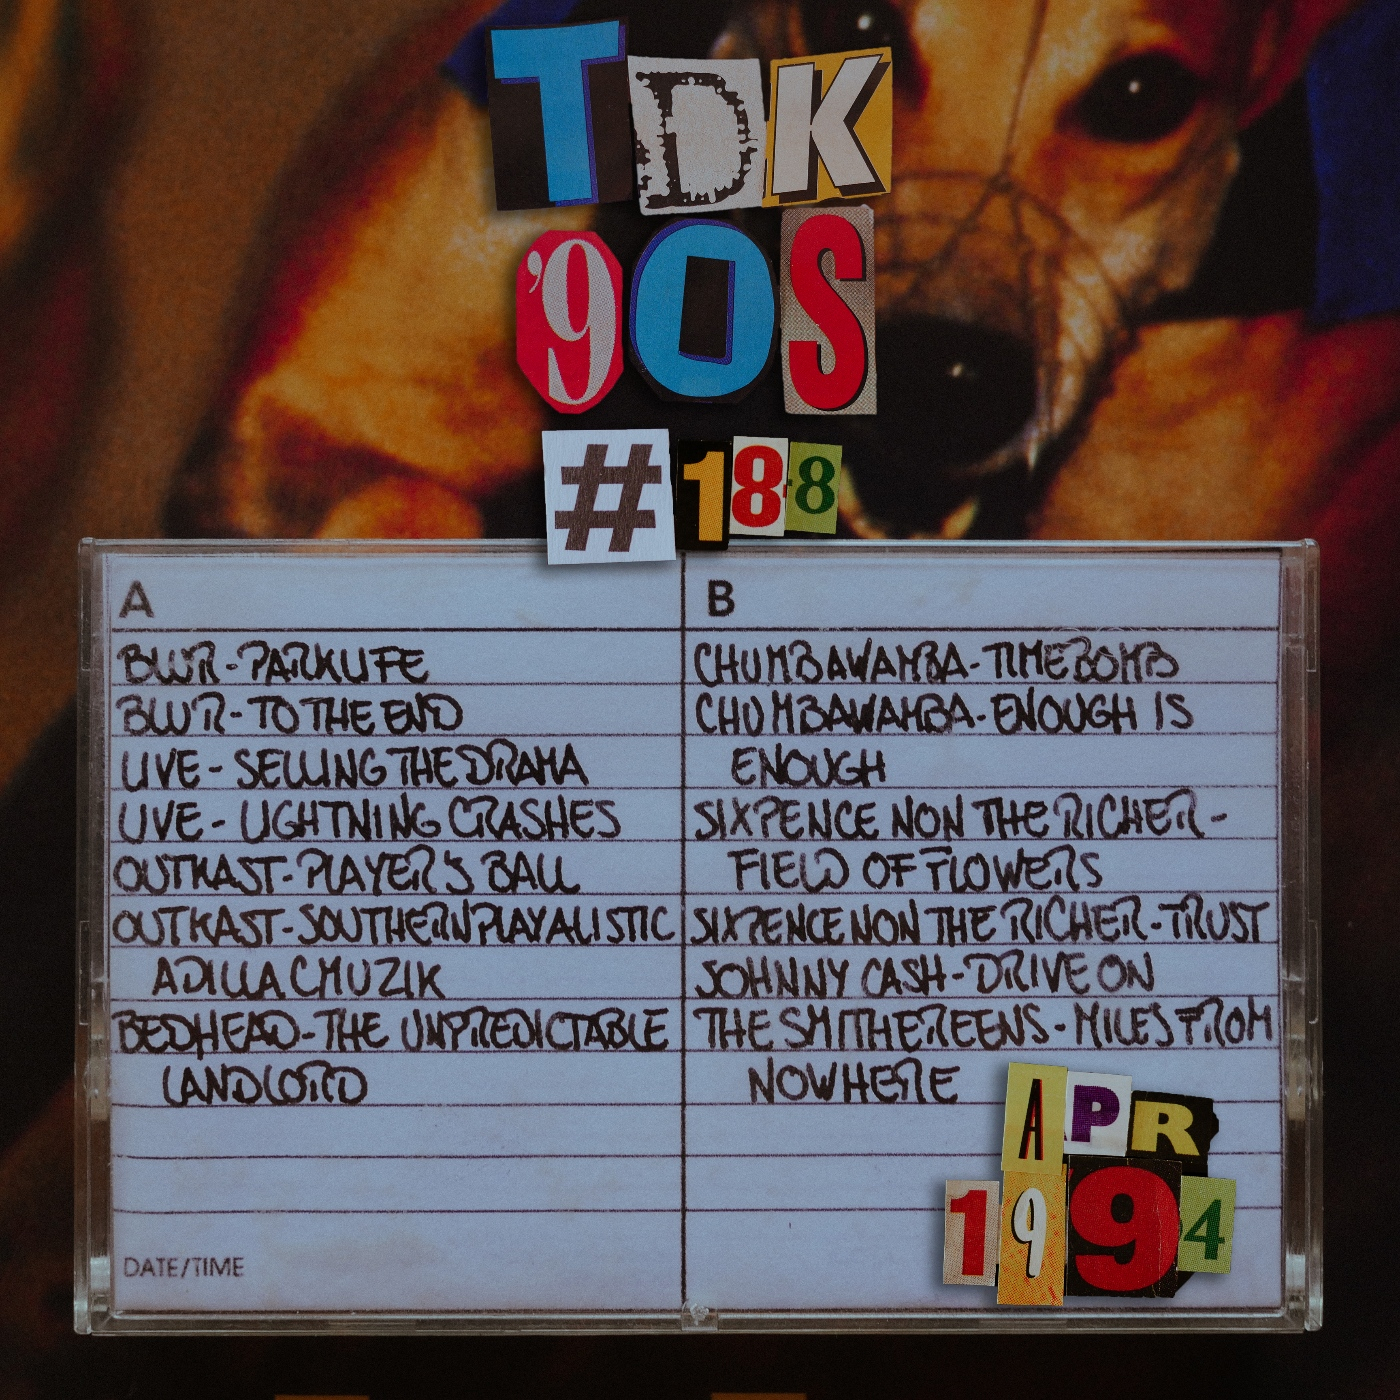 TDK
'90S
#188
A
BLUR - PARKLIFE
BLUR - TO THE END
LIVE - SELLING THE DRAMA
LIVE - LIGHTNING CRASHES
OUTKAST - PLAYER'S BALL
OUTKAST - SOUTHERNPLAYALISTIC
ADILLACMUZIK
BEDHEAD - THE UNPREDICTABLE
LANDLORD
DATE/TIME
B
CHUMBAWAMBA - TIMEBOMB
CHUMBAWAMBA - ENOUGH IS
ENOUGH
SIXPENCE NON THE RICHER -
FIELD OF FLOWERS
SIXPENCE NON THE RICHER - TRUST
JOHNNY CASH - DRIVE ON
THE SMITHEREENS - MILES FROM
NOWHERE
APR
1994